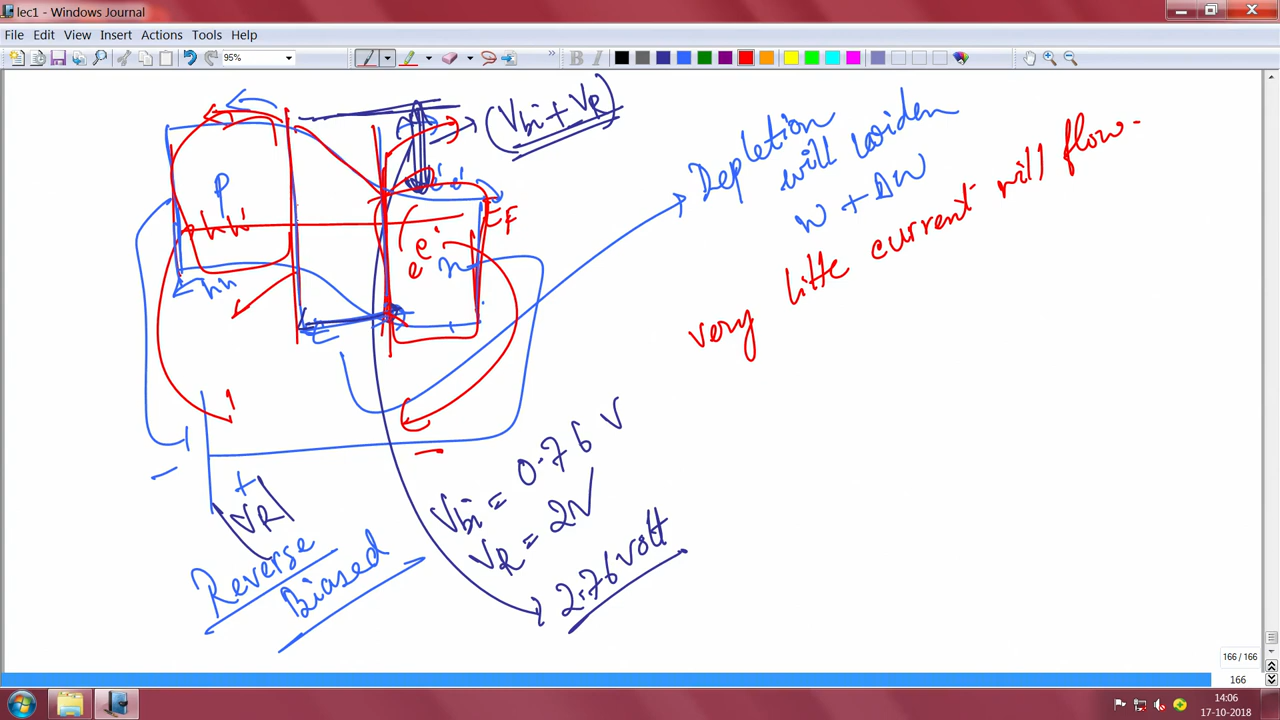 lec1 - Windows Journal
File Edit View Insert Actions Tools Help
95%
(Vbi + VR)
Depletion
will widen
W + ΔW
very litte current will flow.
P
EF
n
Vbi = 0.76 V
VR = 2V
2.76 volt
+
VR
Reverse
Biased
166 / 166
166
14:06
17-10-2018